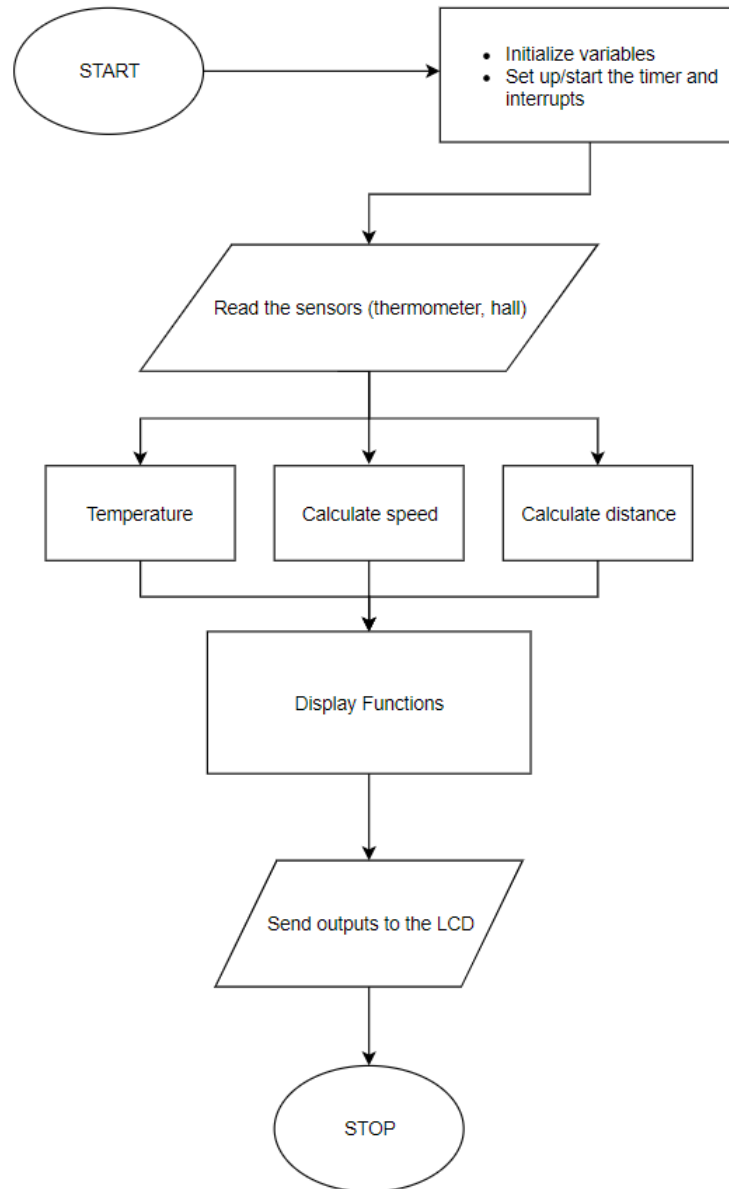 START
• Initialize variables
• Set up/start the timer and
interrupts
Read the sensors (thermometer, hall)
Temperature
Calculate speed
Calculate distance
Display Functions
Send outputs to the LCD
STOP